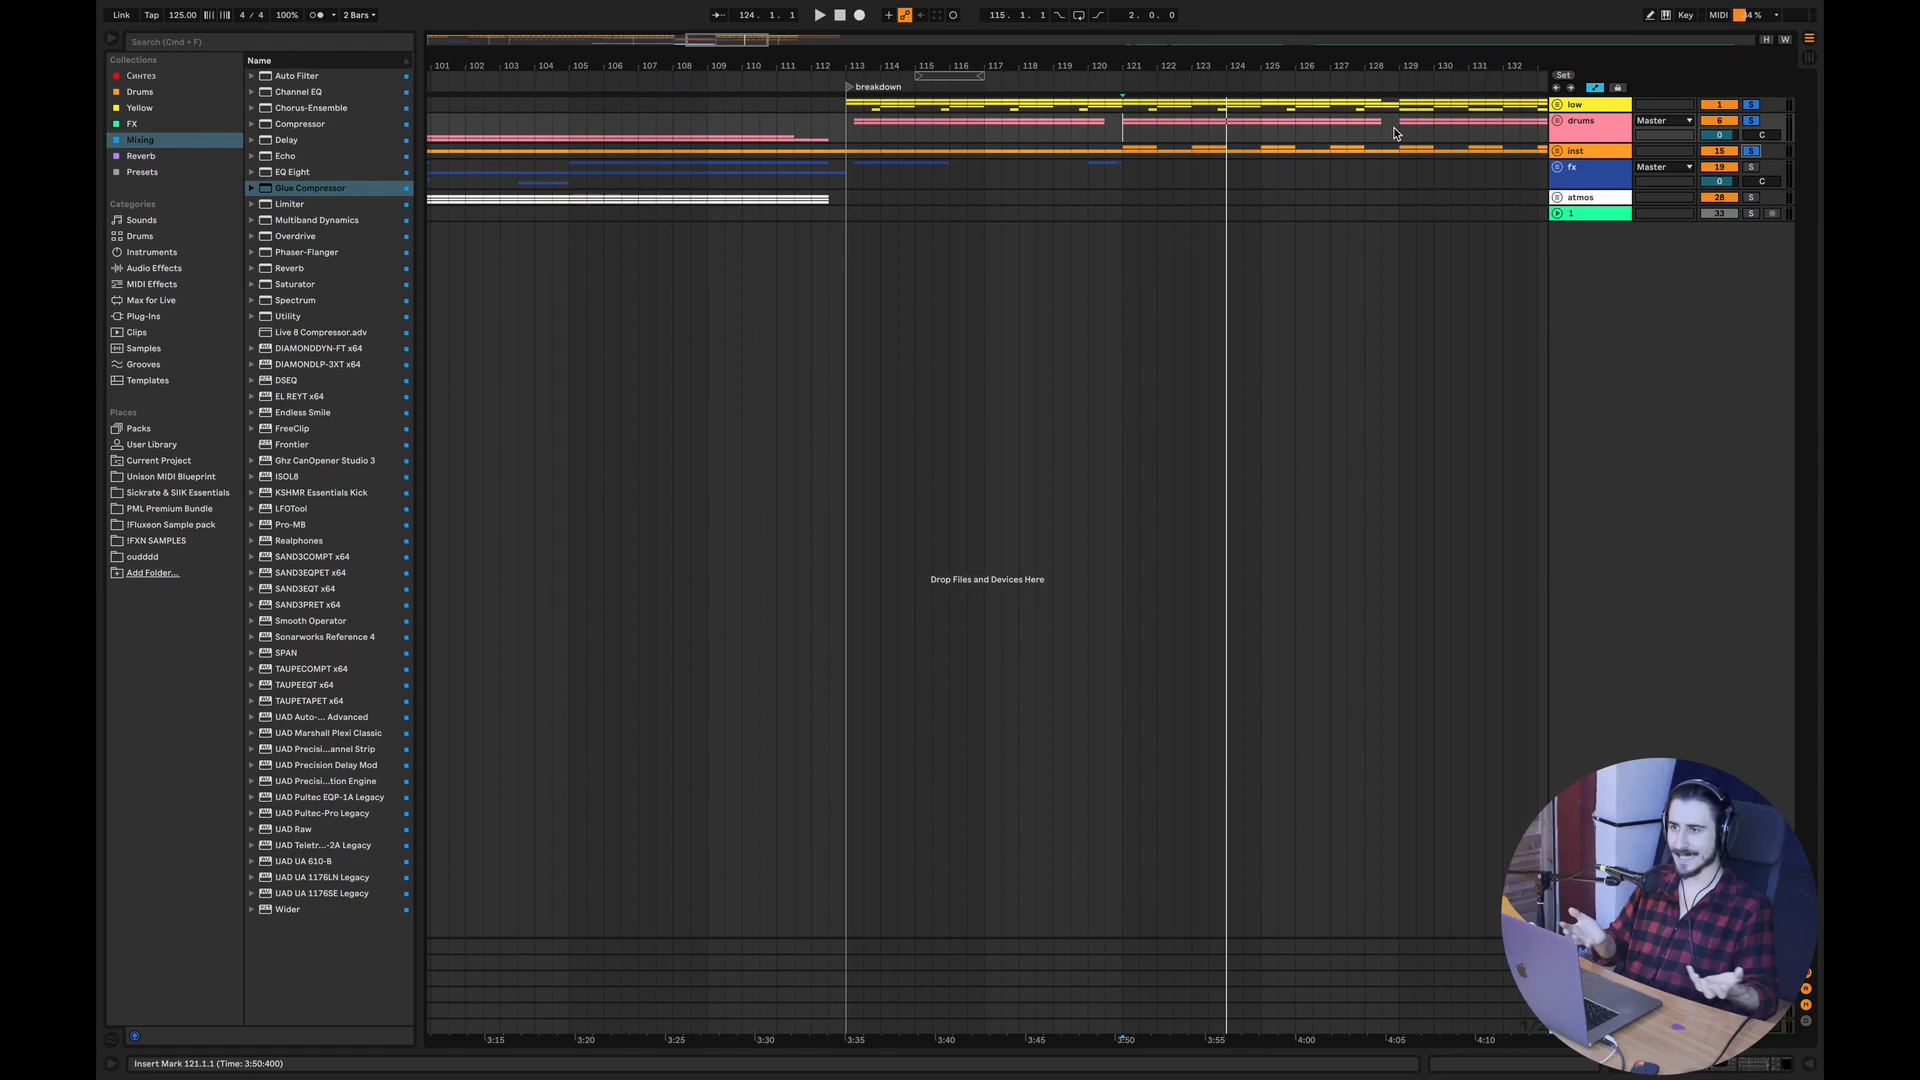 Link Tap 125.00 4 / 4 100% 2 Bars 124. 1. 1 115. 1. 1 2. 0. 0 Key MIDI 34 %
Search (Cmd + F)
H W
Collections
Синтез
Drums
Yellow
FX
Mixing
Reverb
Presets
Categories
Sounds
Drums
Instruments
Audio Effects
MIDI Effects
Max for Live
Plug-Ins
Clips
Samples
Grooves
Templates
Places
Packs
User Library
Current Project
Unison MIDI Blueprint
Sickrate & SIIK Essentials
PML Premium Bundle
!Fluxeon Sample pack
!FXN SAMPLES
oudddd
Add Folder...
Name
Auto Filter
Channel EQ
Chorus-Ensemble
Compressor
Delay
Echo
EQ Eight
Glue Compressor
Limiter
Multiband Dynamics
Overdrive
Phaser-Flanger
Reverb
Saturator
Spectrum
Utility
Live 8 Compressor.adv
DIAMONDDYN-FT x64
DIAMONDLP-3XT x64
DSEQ
EL REYT x64
Endless Smile
FreeClip
Frontier
Ghz CanOpener Studio 3
ISOL8
KSHMR Essentials Kick
LFOTool
Pro-MB
Realphones
SAND3COMPT x64
SAND3EQPET x64
SAND3EQT x64
SAND3PRET x64
Smooth Operator
Sonarworks Reference 4
SPAN
TAUPECOMPT x64
TAUPEEQT x64
TAUPETAPET x64
UAD Auto-... Advanced
UAD Marshall Plexi Classic
UAD Precisi...annel Strip
UAD Precision Delay Mod
UAD Precisi...tion Engine
UAD Pultec EQP-1A Legacy
UAD Pultec-Pro Legacy
UAD Raw
UAD Teletr...-2A Legacy
UAD UA 610-B
UAD UA 1176LN Legacy
UAD UA 1176SE Legacy
Wider
101 102 103 104 105 106 107 108 109 110 111 112 113 114 115 116 117 118 119 120 121 122 123 124 125 126 127 128 129 130 131 132
Set
breakdown
low 1 S
drums Master 6 S
0 C
inst 15 S
fx Master 19 S
0 C
atmos 28 S
1 33 S
Drop Files and Devices Here
3:15 3:20 3:25 3:30 3:35 3:40 3:45 3:50 3:55 4:00 4:05 4:10
Insert Mark 121.1.1 (Time: 3:50:400)